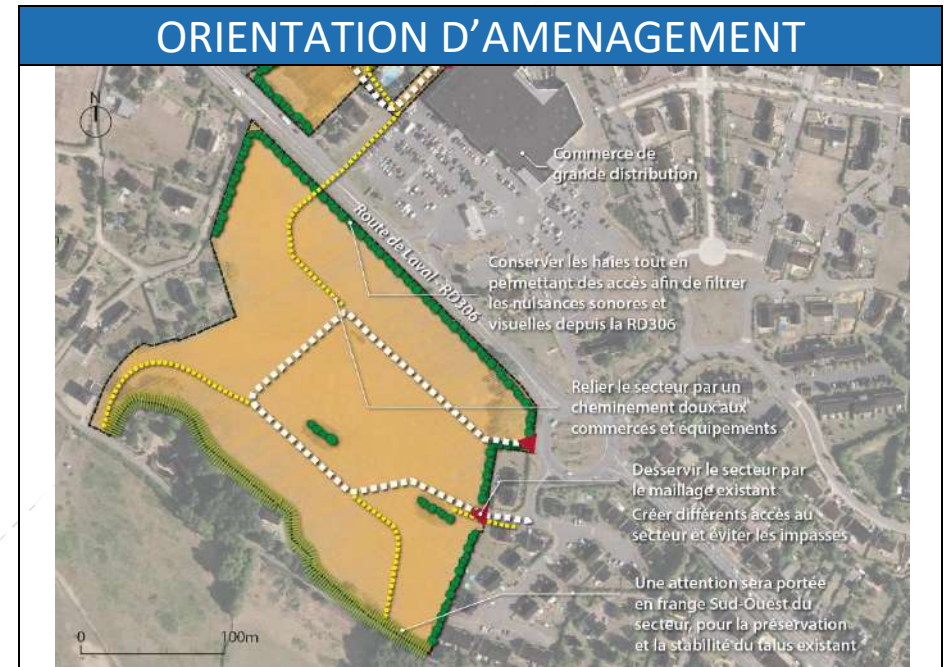 ORIENTATION D’AMENAGEMENT
N
Commerce de
grande distribution
Route de Laval - RD306
Conserver les haies tout en
permettant des accès afin de filtrer
les nuisances sonores et
visuelles depuis la RD306
Relier le secteur par un
cheminement doux aux
commerces et équipements
Desservir le secteur par
le maillage existant
Créer différents accès au
secteur et éviter les impasses
Une attention sera portée
en frange Sud-Ouest du
secteur, pour la préservation
et la stabilité du talus existant
0
100m